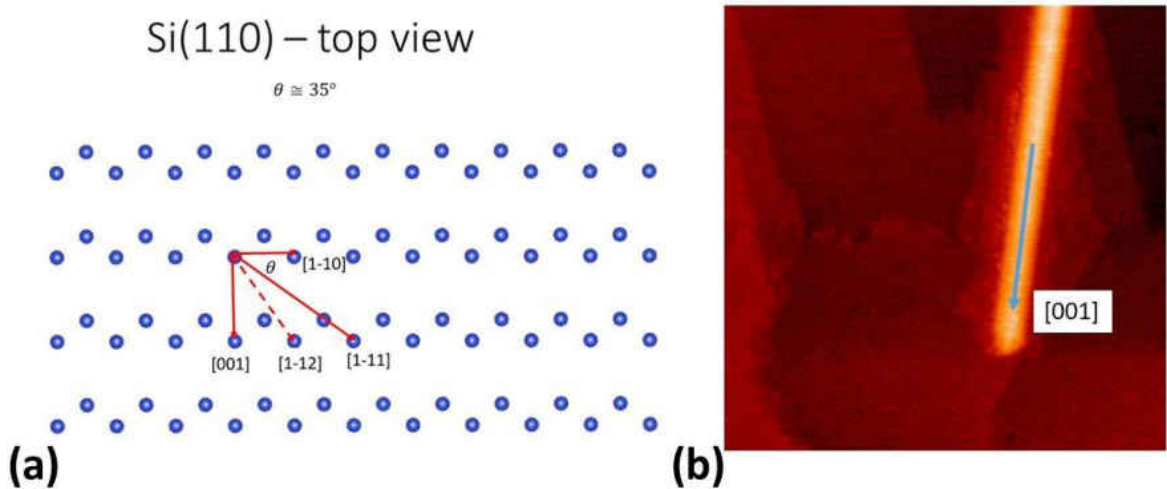 Si(110) – top view
θ ≅ 35°
[1-10]
θ
[001]
[1-12]
[1-11]
(a)
[001]
(b)